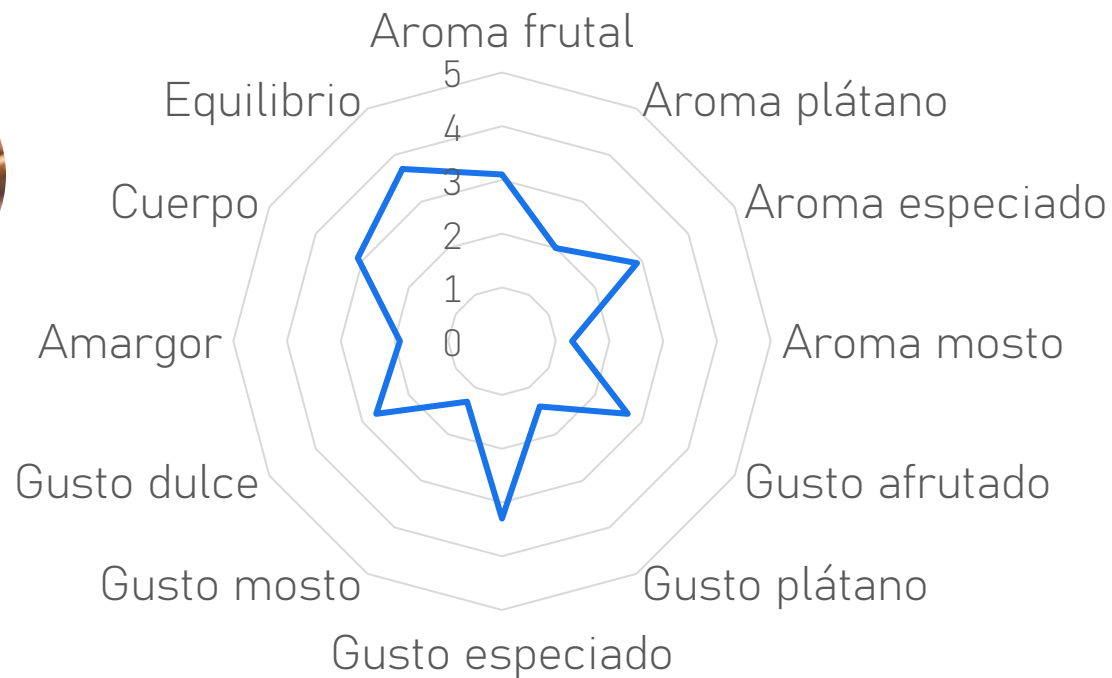 Aroma frutal
5
Equilibrio
Aroma plátano
4
3
Cuerpo
Aroma especiado
2
1
Amargor
0
Aroma mosto
Gusto dulce
Gusto afrutado
Gusto mosto
Gusto plátano
Gusto especiado